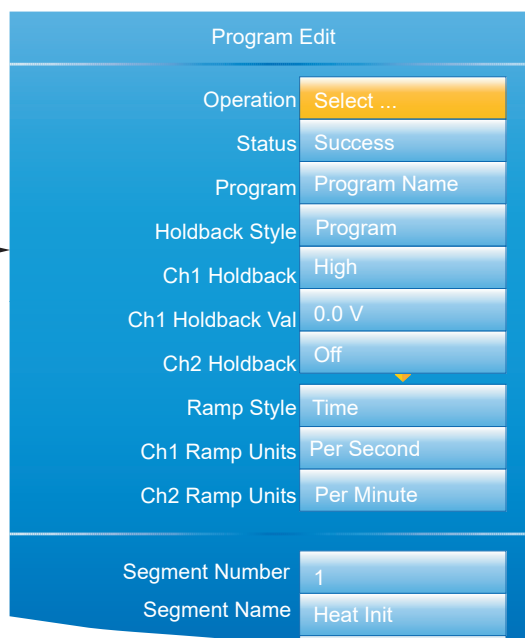 Program Edit
Operation Select ...
Status Success
Program Program Name
Holdback Style Program
Ch1 Holdback High
Ch1 Holdback Val 0.0 V
Ch2 Holdback Off
Ramp Style Time
Ch1 Ramp Units Per Second
Ch2 Ramp Units Per Minute
Segment Number 1
Segment Name Heat Init